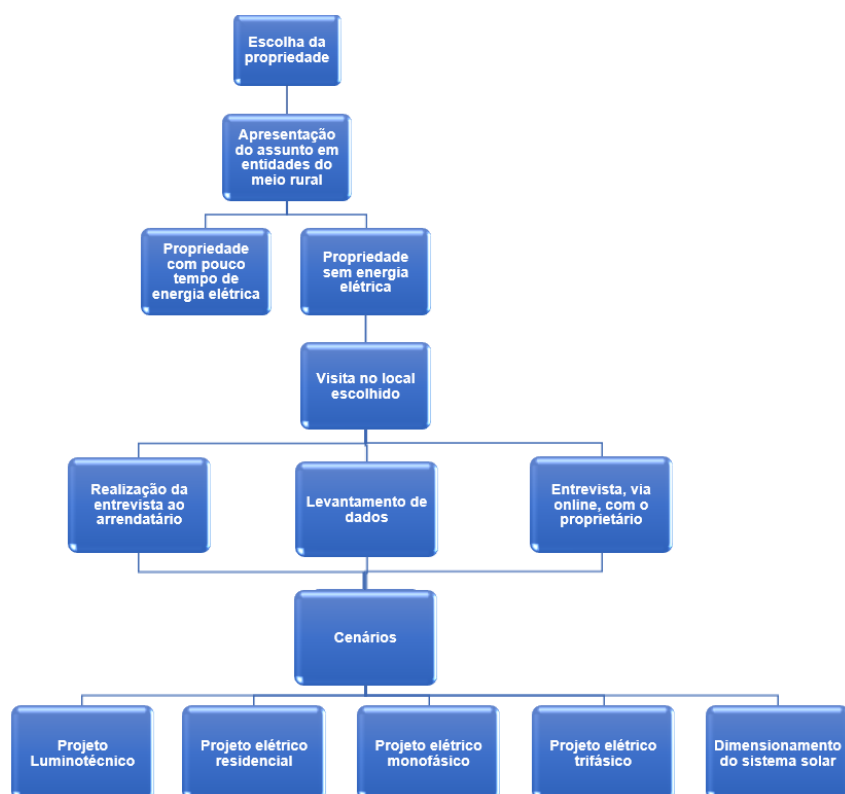 Escolha da
propriedade
Apresentação
do assunto em
entidades do
meio rural
Propriedade
com pouco
tempo de
energia elétrica
Propriedade
sem energia
elétrica
Visita no local
escolhido
Realização da
entrevista ao
arrendatário
Levantamento de
dados
Entrevista, via
online, com o
proprietário
Cenários
Projeto
Luminotécnico
Projeto elétrico
residencial
Projeto elétrico
monofásico
Projeto elétrico
trifásico
Dimensionamento
do sistema solar